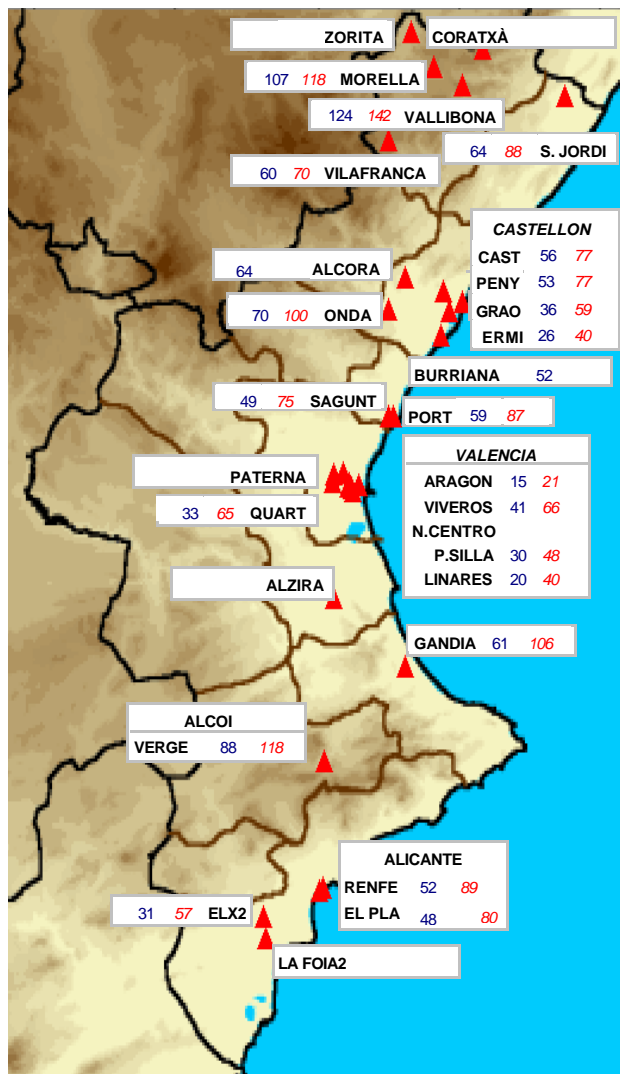 ZORITA
CORATXÀ
107 118 MORELLA
124 142 VALLIBONA
64 88 S. JORDI
60 70 VILAFRANCA
CASTELLON
CAST 56 77
PENY 53 77
GRAO 36 59
ERMI 26 40
64 ALCORA
70 100 ONDA
BURRIANA 52
49 75 SAGUNT
PORT 59 87
VALENCIA
ARAGON 15 21
VIVEROS 41 66
N.CENTRO
P.SILLA 30 48
LINARES 20 40
PATERNA
33 65 QUART
ALZIRA
GANDIA 61 106
ALCOI
VERGE 88 118
ALICANTE
RENFE 52 89
EL PLA 48 80
31 57 ELX2
LA FOIA2